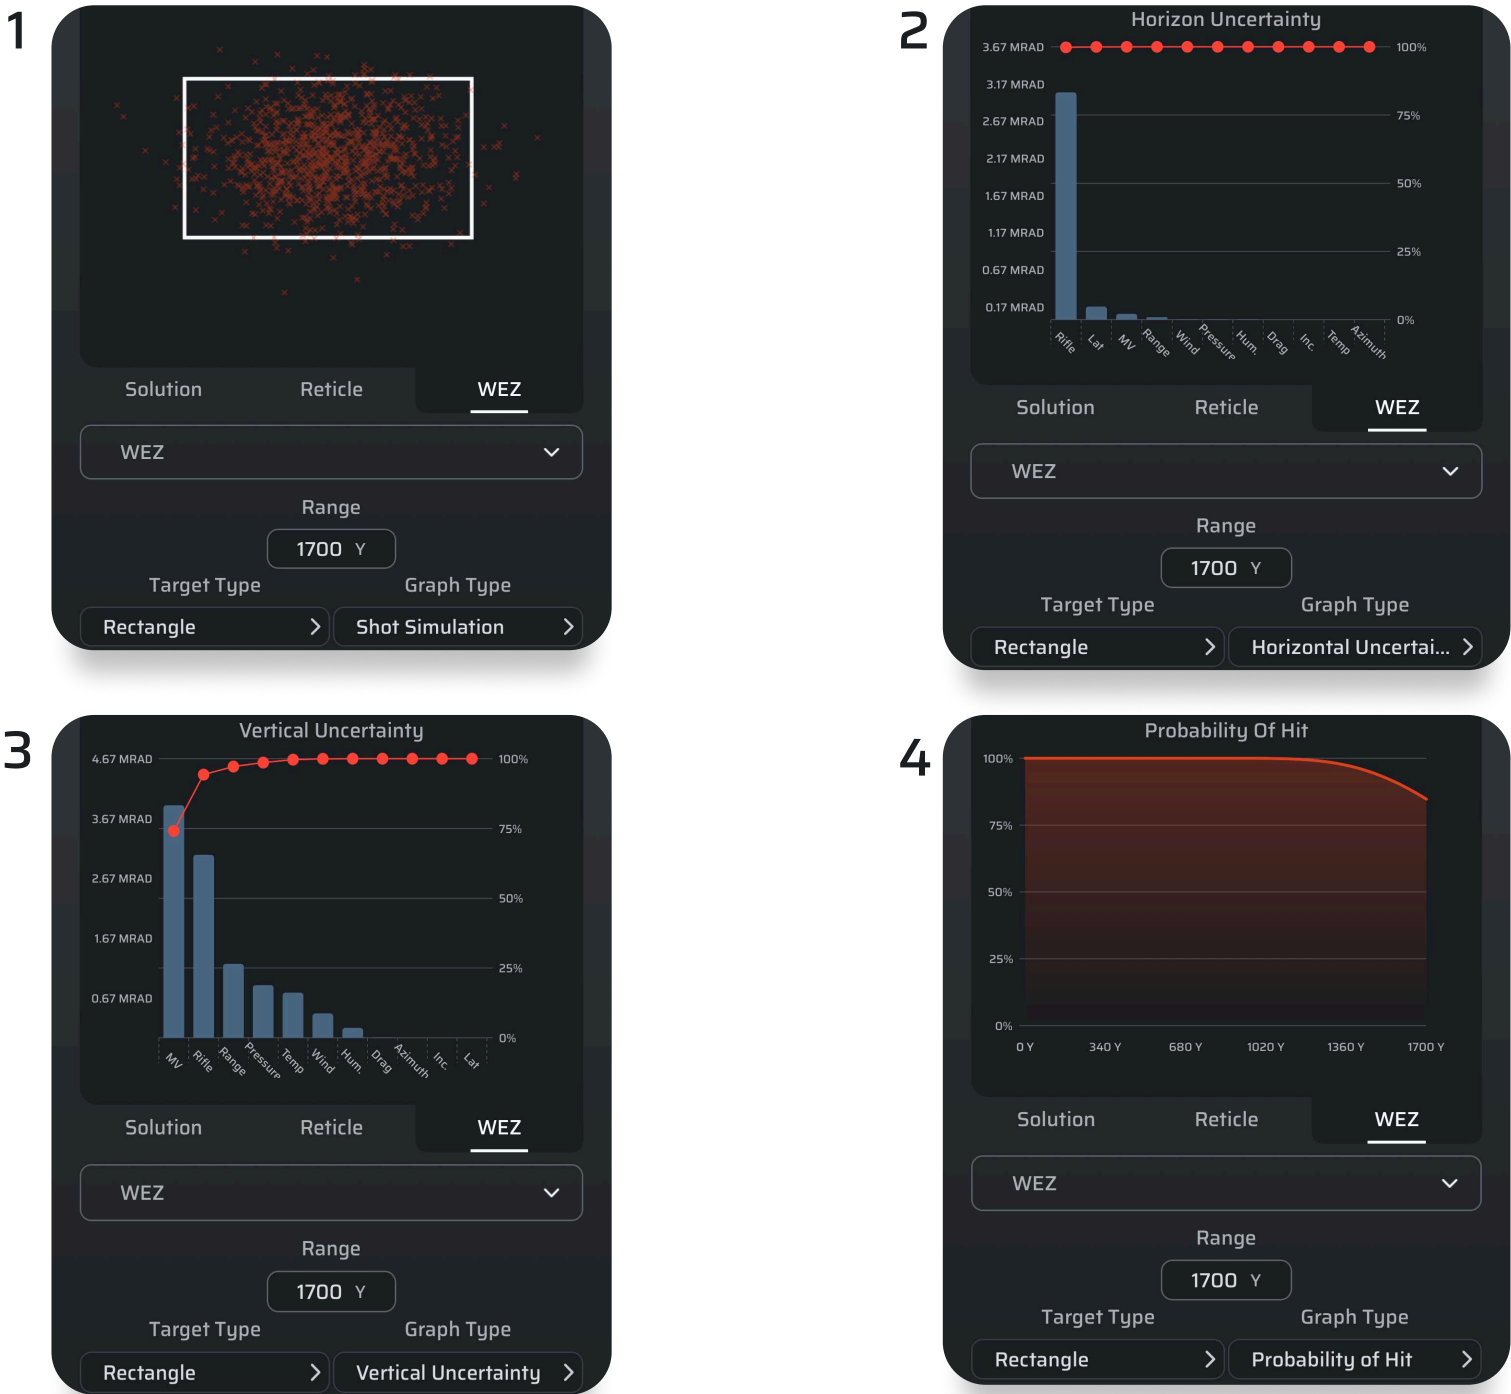 1
Solution Reticle WEZ
WEZ
Range
1700 Y
Target Type Graph Type
Rectangle Shot Simulation
2
Horizon Uncertainty
3.67 MRAD 100%
3.17 MRAD
2.67 MRAD 75%
2.17 MRAD
1.67 MRAD 50%
1.17 MRAD
0.67 MRAD 25%
0.17 MRAD
0%
Rifle Lat MV Range Wind Pressure Hum. Drag Inc. Temp Azimuth
Solution Reticle WEZ
WEZ
Range
1700 Y
Target Type Graph Type
Rectangle Horizontal Uncertai...
3
Vertical Uncertainty
4.67 MRAD 100%
3.67 MRAD 75%
2.67 MRAD 50%
1.67 MRAD 25%
0.67 MRAD
0%
MV Rifle Range Pressure Temp Wind Hum. Drag Azimuth Inc. Lat
Solution Reticle WEZ
WEZ
Range
1700 Y
Target Type Graph Type
Rectangle Vertical Uncertainty
4
Probability Of Hit
100%
75%
50%
25%
0%
0 Y 340 Y 680 Y 1020 Y 1360 Y 1700 Y
Solution Reticle WEZ
WEZ
Range
1700 Y
Target Type Graph Type
Rectangle Probability of Hit